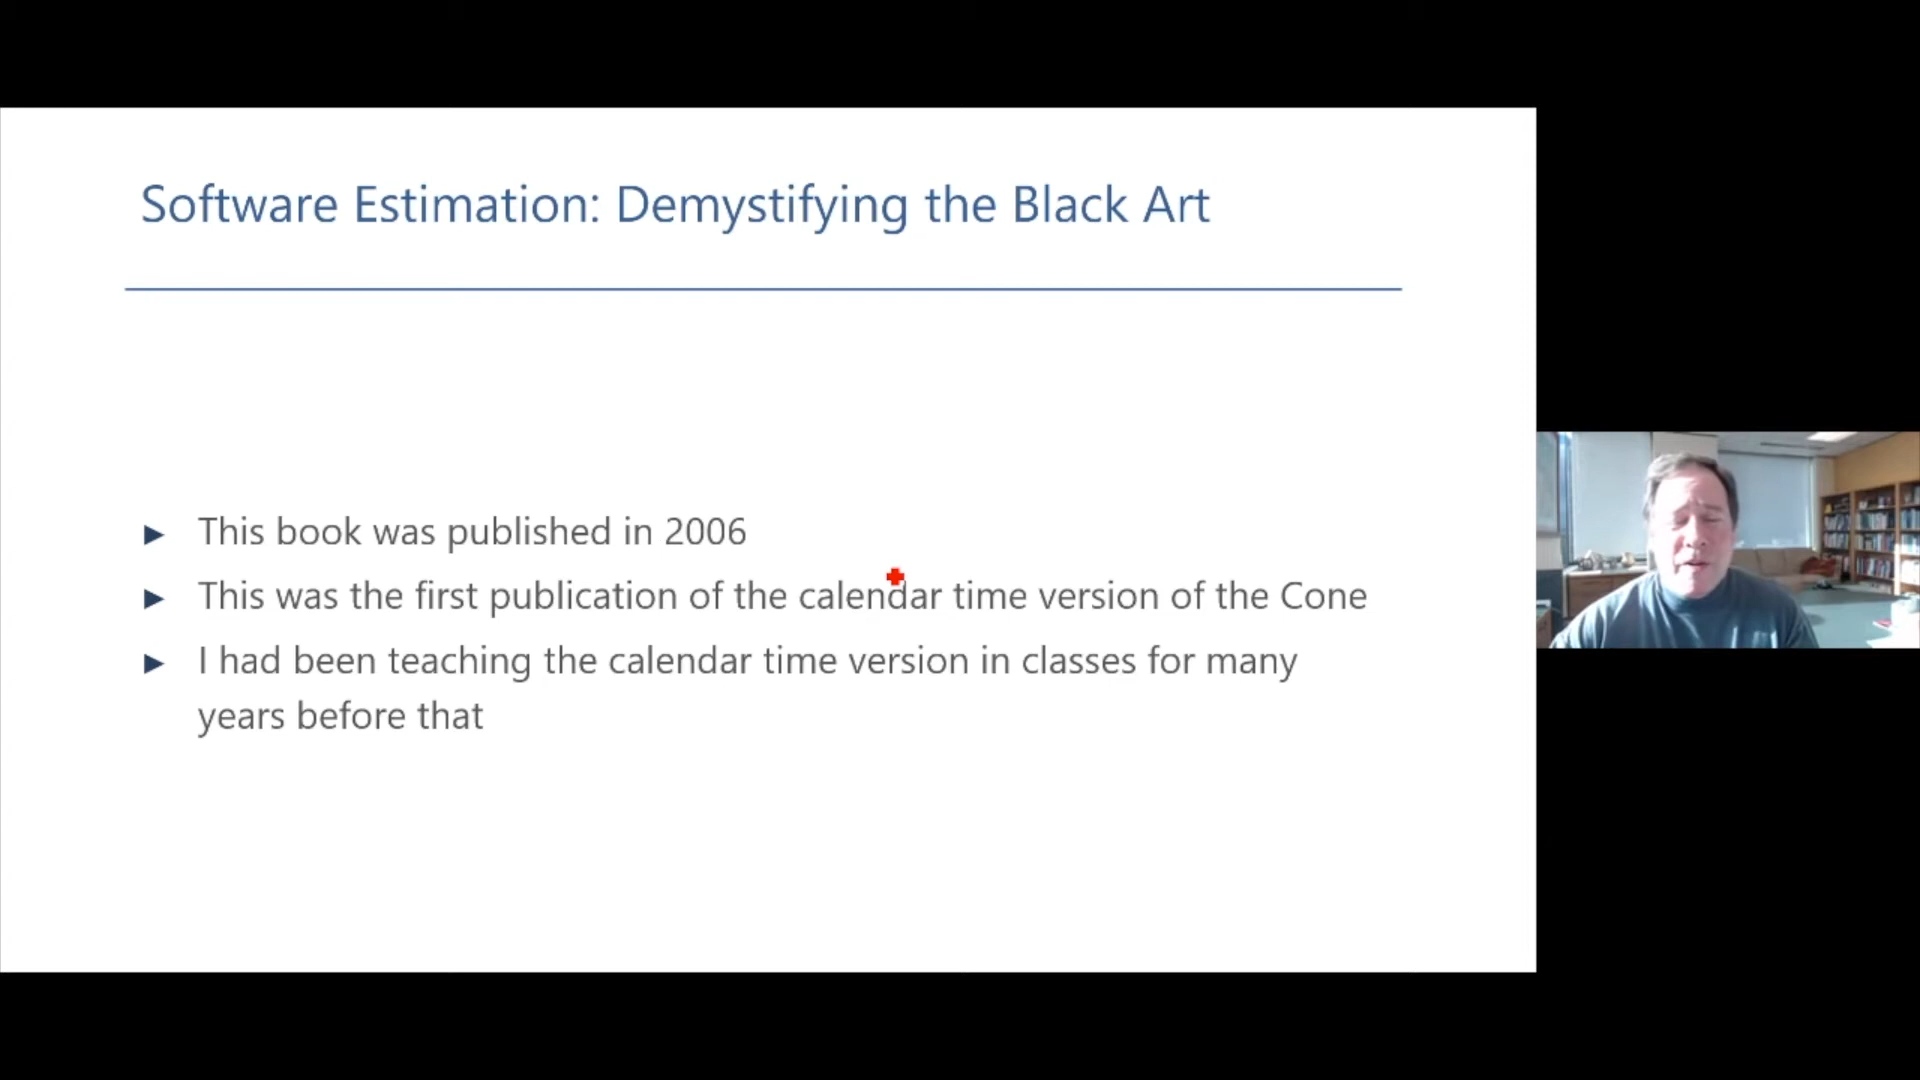 Software Estimation: Demystifying the Black Art
► This book was published in 2006
► This was the first publication of the calendar time version of the Cone
► I had been teaching the calendar time version in classes for many
years before that